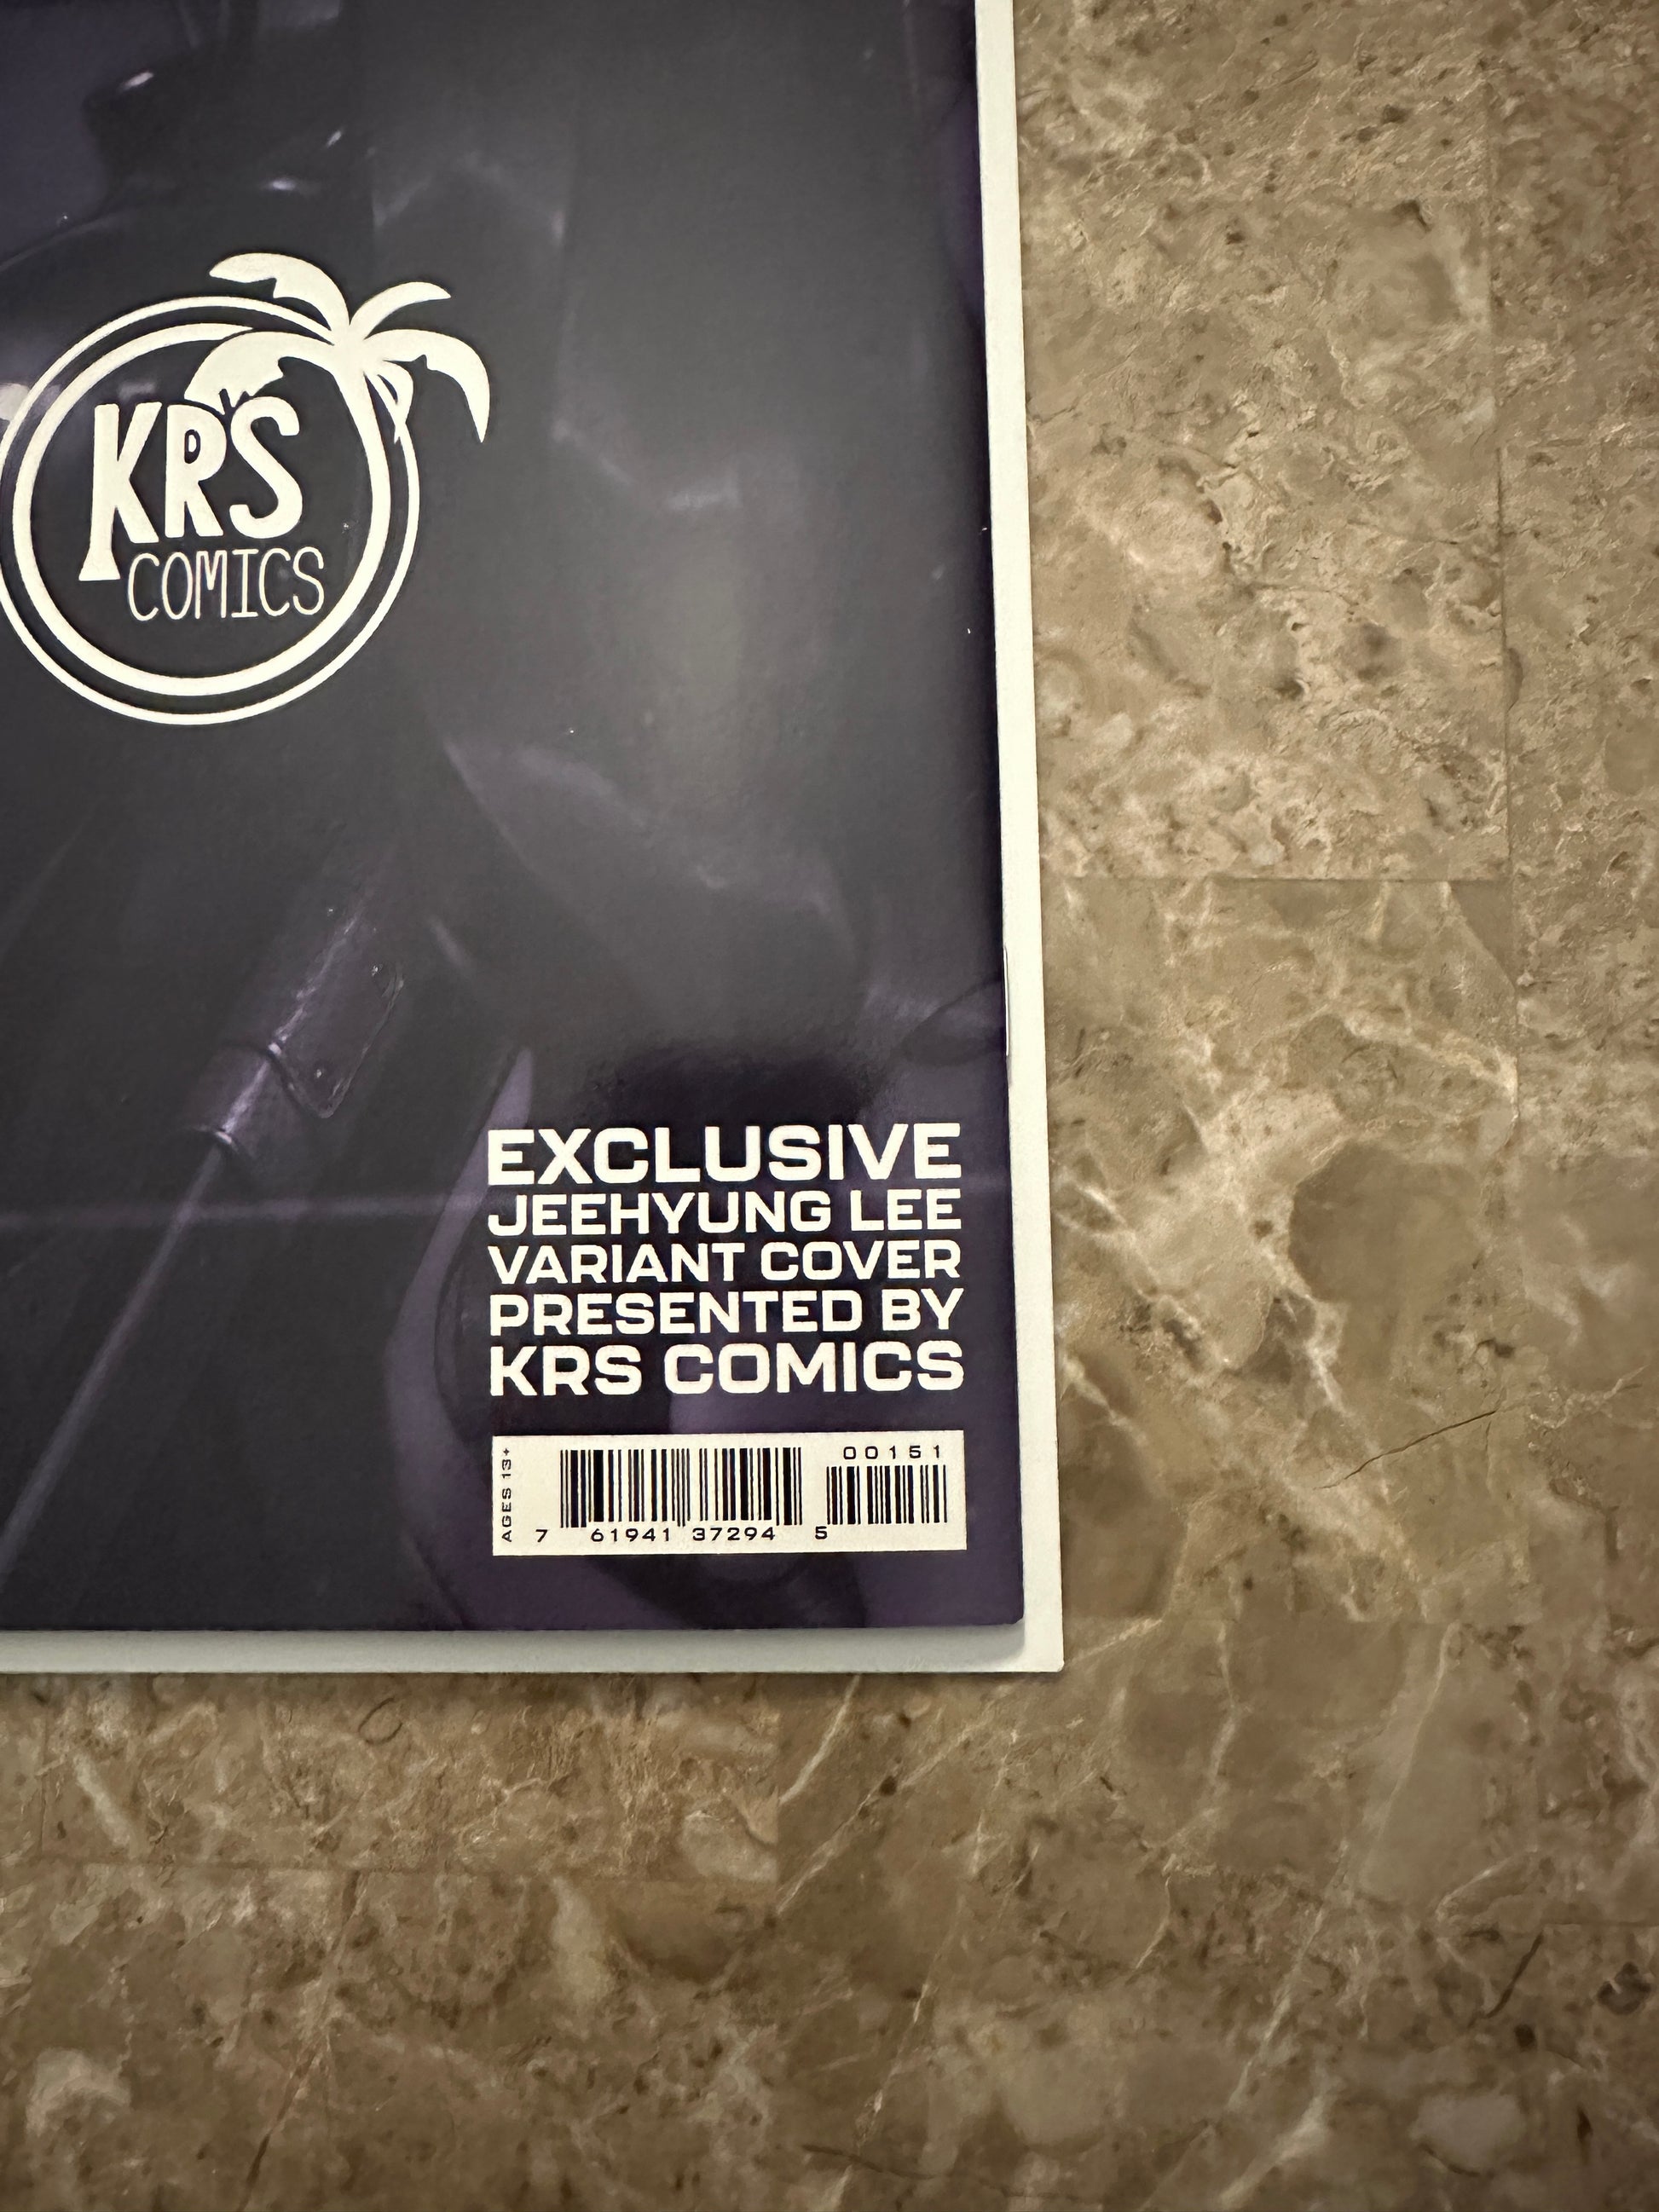 KRS
COMICS
EXCLUSIVE
JEEHYUNG LEE
VARIANT COVER
PRESENTED BY
KRS COMICS
AGES 13+
00151
7 61941 37294 5